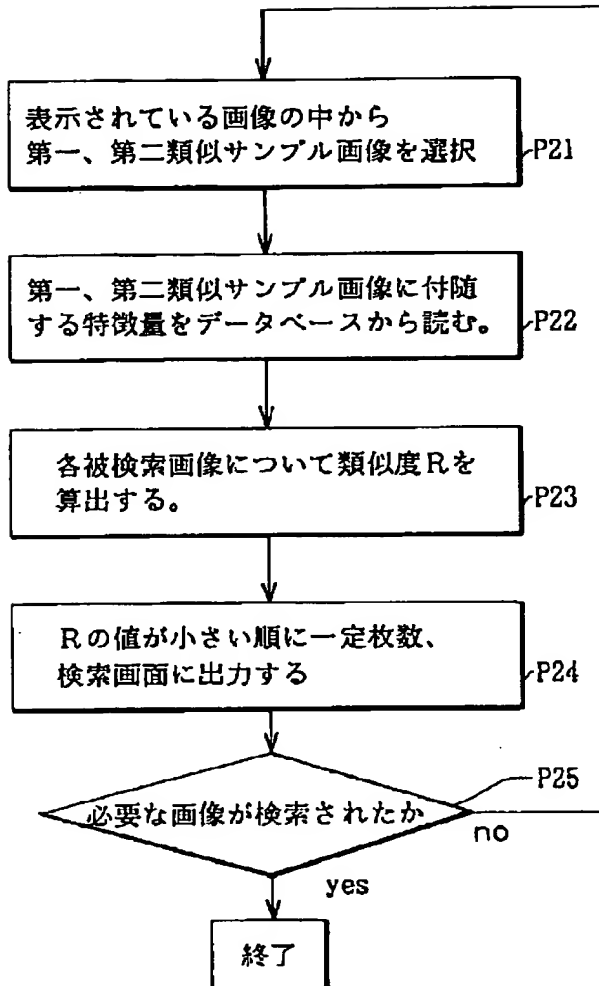 表示されている画像の中から
第一、第二類似サンプル画像を選択
P21
第一、第二類似サンプル画像に付随
する特徴量をデータベースから読む。
P22
各被検索画像について類似度Rを
算出する。
P23
Rの値が小さい順に一定枚数、
検索画面に出力する
P24
P25
必要な画像が検索されたか
no
yes
終了